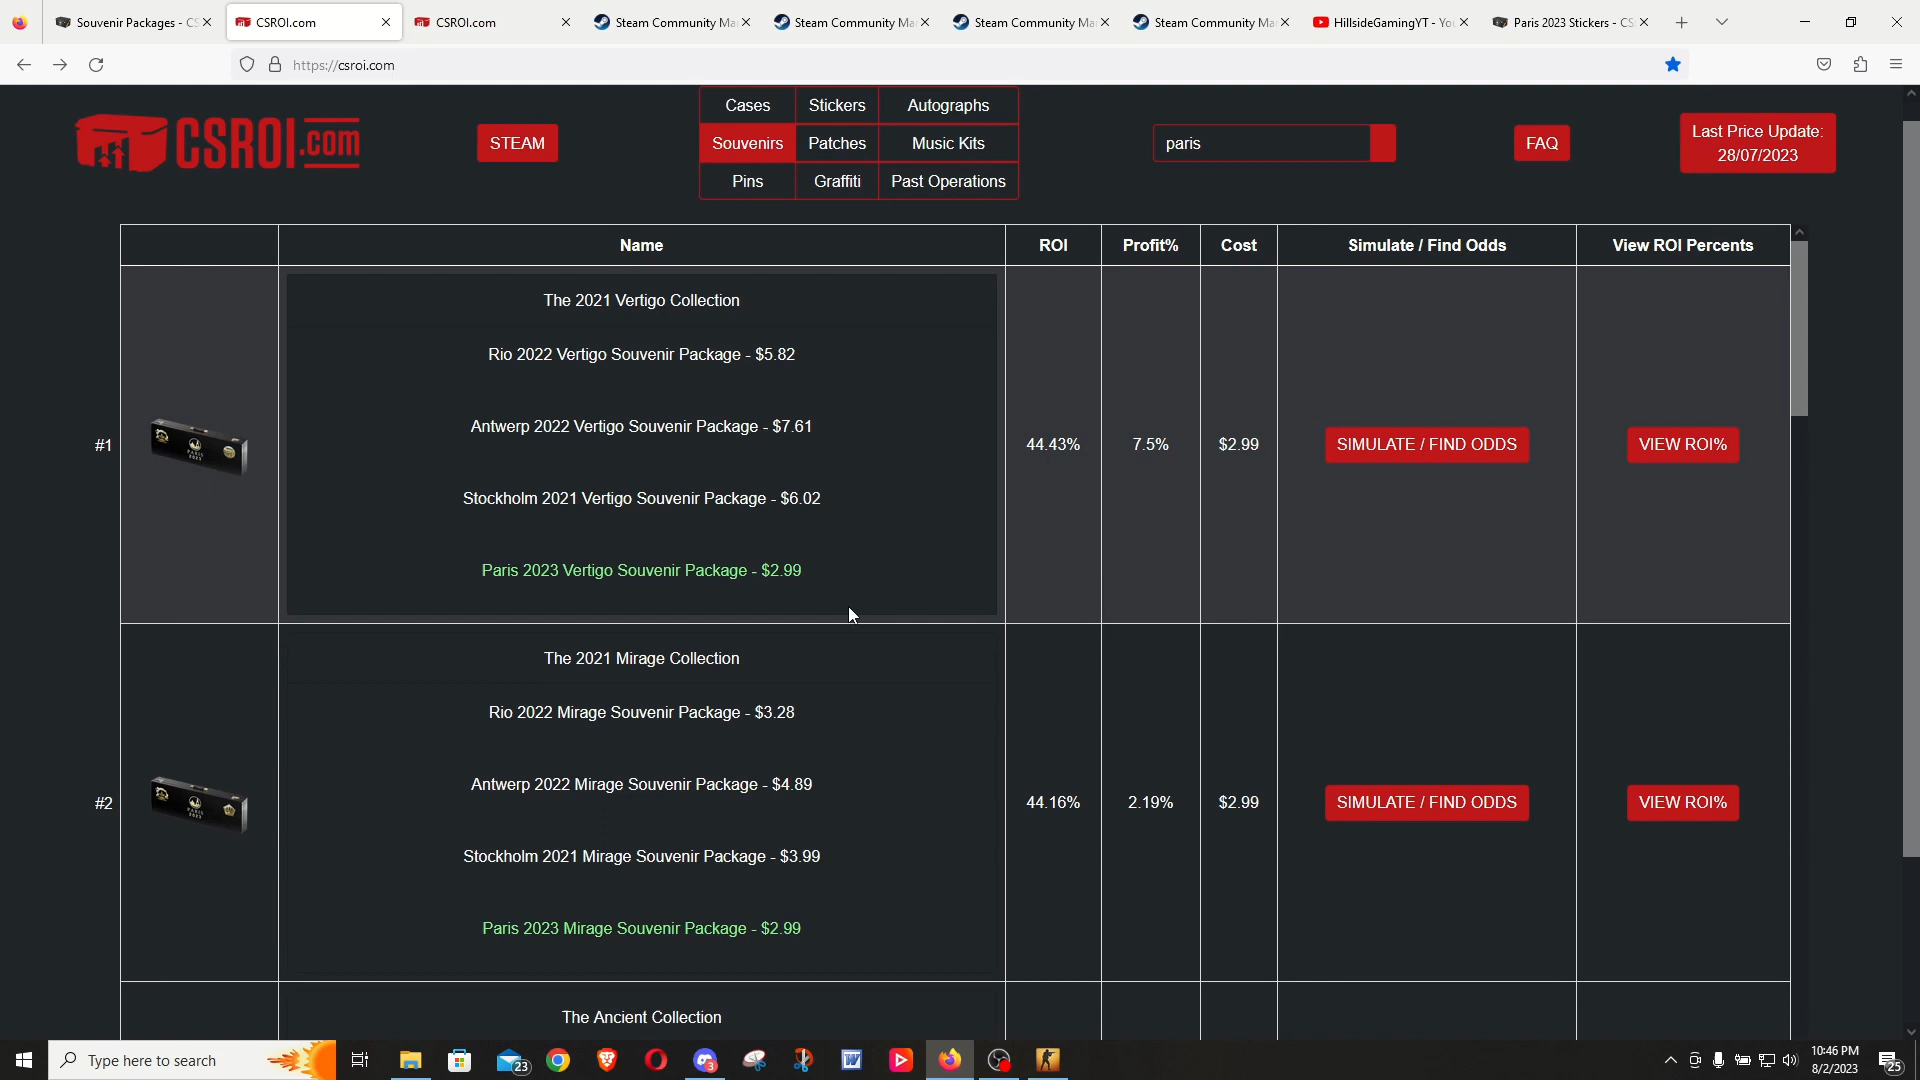 Souvenir Packages - CS
CSROI.com
CSROI.com
Steam Community Ma
Steam Community Ma
Steam Community Ma
Steam Community Ma
HillsideGamingYT - Yo
Paris 2023 Stickers - CS
https://csroi.com
CSROI.com
STEAM
Cases Stickers Autographs
Souvenirs Patches Music Kits
Pins Graffiti Past Operations
paris
FAQ
Last Price Update:
28/07/2023
Name ROI Profit% Cost Simulate / Find Odds View ROI Percents
The 2021 Vertigo Collection
Rio 2022 Vertigo Souvenir Package - $5.82
Antwerp 2022 Vertigo Souvenir Package - $7.61
#1 44.43% 7.5% $2.99 SIMULATE / FIND ODDS VIEW ROI%
Stockholm 2021 Vertigo Souvenir Package - $6.02
Paris 2023 Vertigo Souvenir Package - $2.99
The 2021 Mirage Collection
Rio 2022 Mirage Souvenir Package - $3.28
Antwerp 2022 Mirage Souvenir Package - $4.89
#2 44.16% 2.19% $2.99 SIMULATE / FIND ODDS VIEW ROI%
Stockholm 2021 Mirage Souvenir Package - $3.99
Paris 2023 Mirage Souvenir Package - $2.99
The Ancient Collection
Type here to search
23
3
10:46 PM
8/2/2023
25